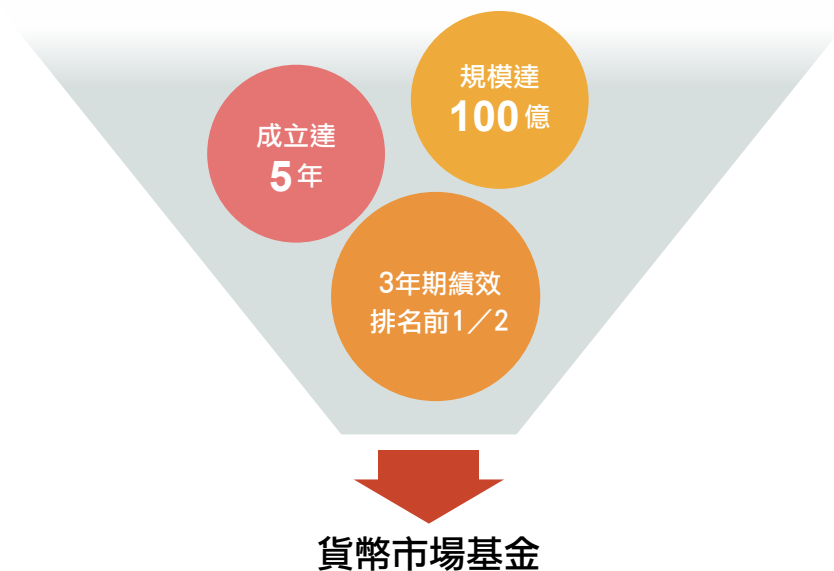 規模達
100億
成立達
5年
3年期績效
排名前1／2
貨幣市場基金